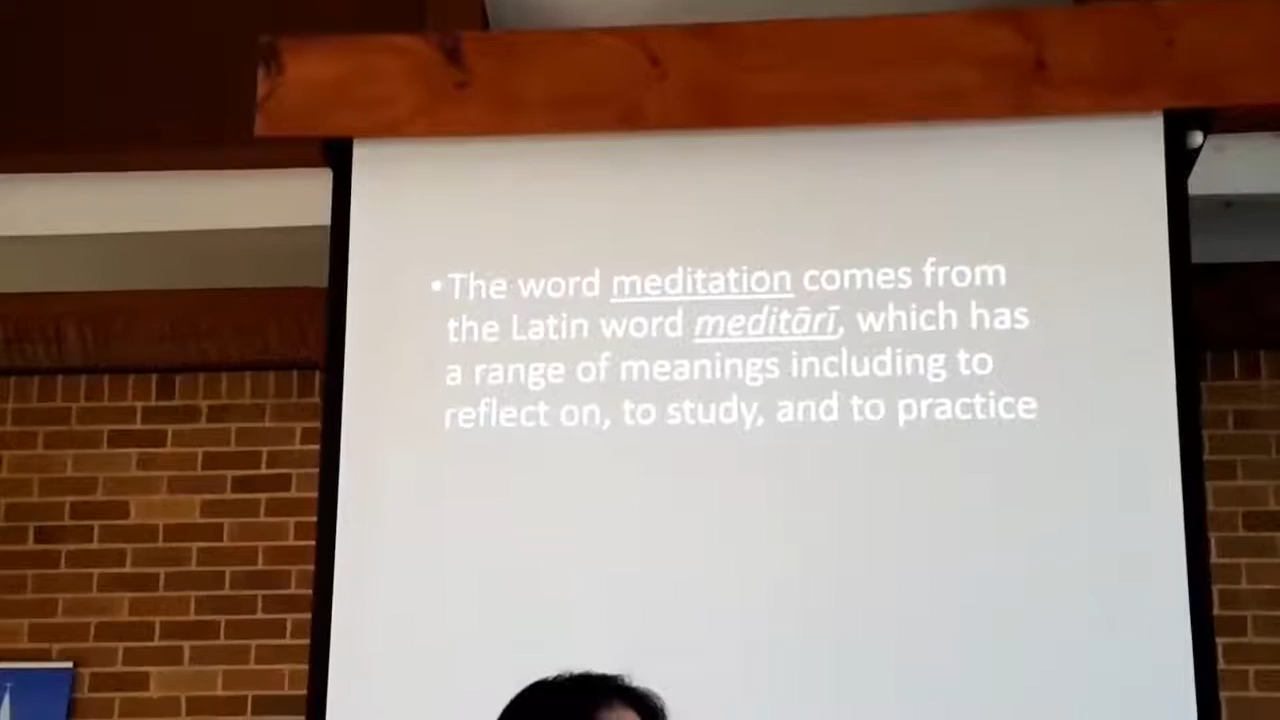 •The word meditation comes from
the Latin word meditārī, which has
a range of meanings including to
reflect on, to study, and to practice